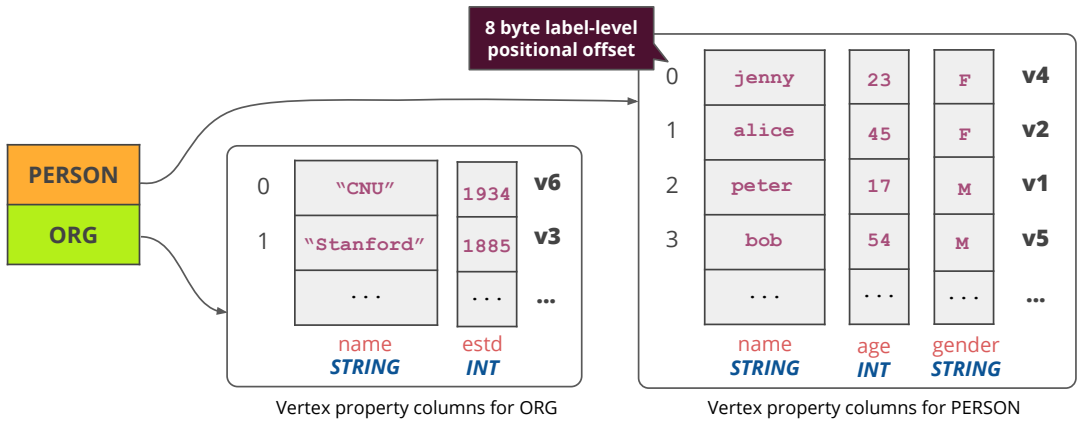 8 byte label-level
positional offset
PERSON
ORG
0 “CNU” 1934 v6
1 “Stanford” 1885 v3
... ... ...
name estd
STRING INT
Vertex property columns for ORG
0 jenny 23 F v4
1 alice 45 F v2
2 peter 17 M v1
3 bob 54 M v5
... ... ... ...
name age gender
STRING INT STRING
Vertex property columns for PERSON